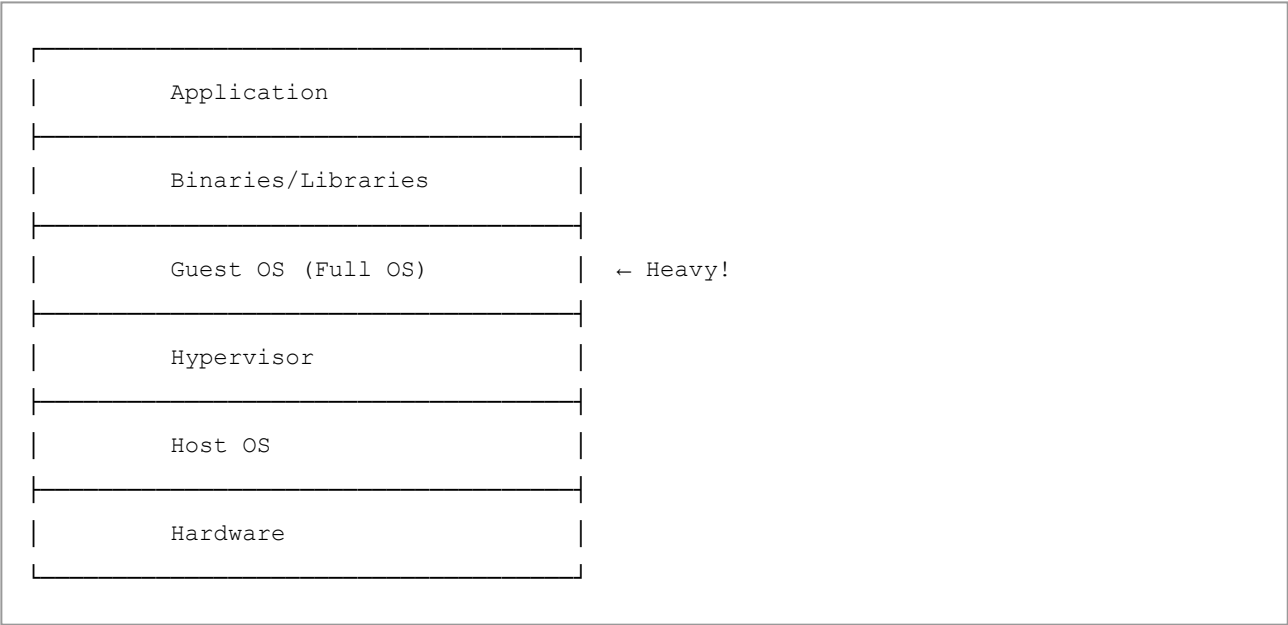 Application
Binaries/Libraries
Guest OS (Full OS) ← Heavy!
Hypervisor
Host OS
Hardware